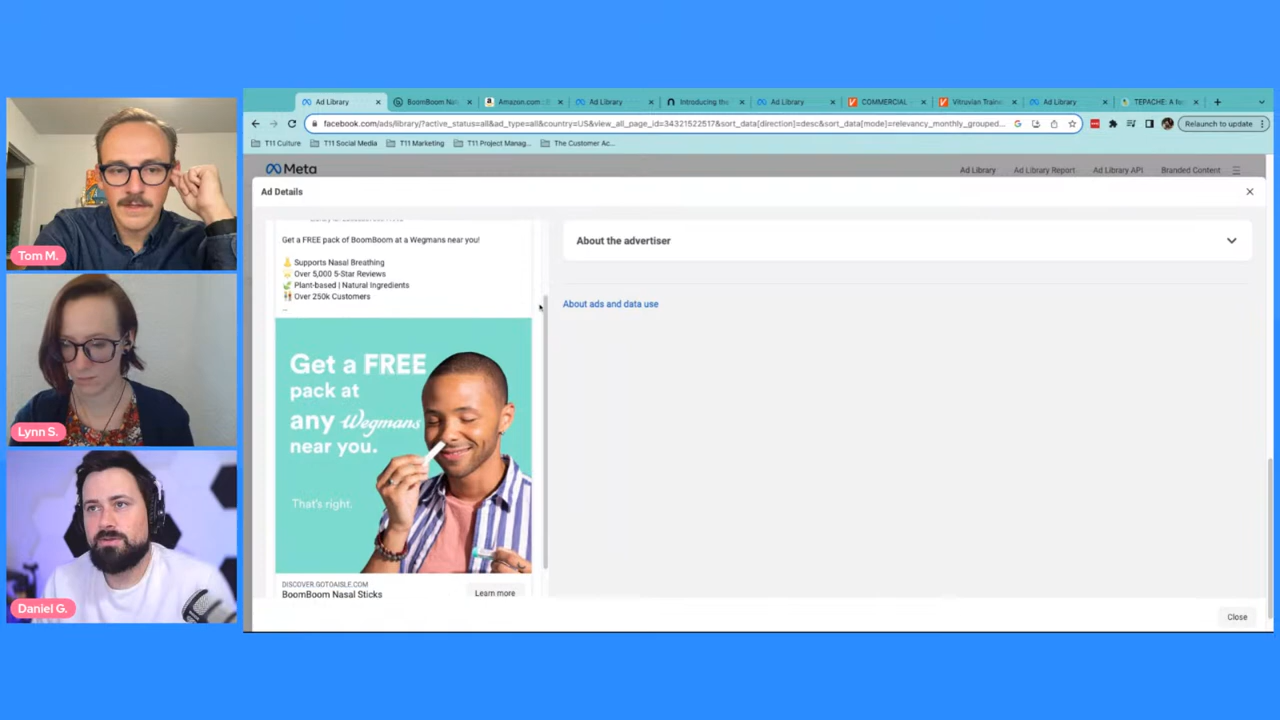 Ad Library
BoomBoom Na
Amazon.com: B
Ad Library
Introducing the
Ad Library
COMMERCIAL -
Vitruvian Traine
Ad Library
TEPACHE: A fe
facebook.com/ads/library/?active_status=all&ad_type=all&country=US&view_all_page_id=34321522517&sort_data[direction]=desc&sort_data[mode]=relevancy_monthly_grouped...
Relaunch to update
T11 Culture
T11 Social Media
T11 Marketing
T11 Project Manag...
The Customer Ac...
Meta
Ad Library
Ad Library Report
Ad Library API
Branded Content
Ad Details
Get a FREE pack of BoomBoom at a Wegmans near you!
Supports Nasal Breathing
Over 5,000 5-Star Reviews
Plant-based | Natural Ingredients
Over 250k Customers
...
Get a FREE
pack at
any Wegmans
near you.
That's right.
DISCOVER.GOTOAISLE.COM
BoomBoom Nasal Sticks
Learn more
About the advertiser
About ads and data use
Close
Tom M.
Lynn S.
Daniel G.